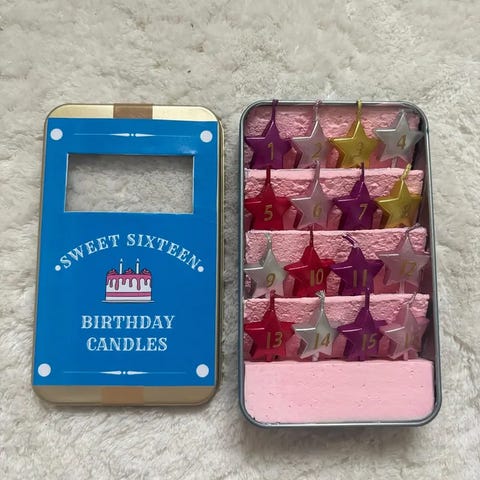 SWEET SIXTEEN
BIRTHDAY
CANDLES
1 2 3 4
5 6 7 8
9 10 11 12
13 14 15 16